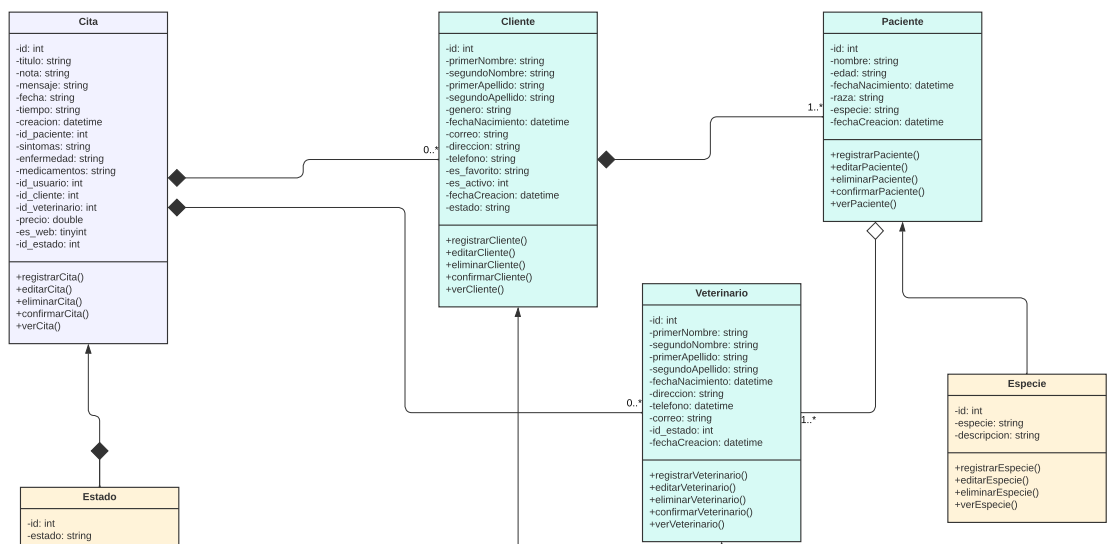 Cita
-id: int
-titulo: string
-nota: string
-mensaje: string
-fecha: string
-tiempo: string
-creacion: datetime
-id_paciente: int
-sintomas: string
-enfermedad: string
-medicamentos: string
-id_usuario: int
-id_cliente: int
-id_veterinario: int
-precio: double
-es_web: tinyint
-id_estado: int
+registrarCita()
+editarCita()
+eliminarCita()
+confirmarCita()
+verCita()
Estado
-id: int
-estado: string
0..*
Cliente
-id: int
-primerNombre: string
-segundoNombre: string
-primerApellido: string
-segundoApellido: string
-genero: string
-fechaNacimiento: datetime
-correo: string
-direccion: string
-telefono: string
-es_favorito: string
-es_activo: int
-fechaCreacion: datetime
-estado: string
+registrarCliente()
+editarCliente()
+eliminarCliente()
+confirmarCliente()
+verCliente()
0..*
Veterinario
-id: int
-primerNombre: string
-segundoNombre: string
-primerApellido: string
-segundoApellido: string
-fechaNacimiento: datetime
-direccion: string
-telefono: datetime
-correo: string
-id_estado: int
-fechaCreacion: datetime
+registrarVeterinario()
+editarVeterinario()
+eliminarVeterinario()
+confirmarVeterinario()
+verVeterinario()
1..*
1..*
Paciente
-id: int
-nombre: string
-edad: string
-fechaNacimiento: datetime
-raza: string
-especie: string
-fechaCreacion: datetime
+registrarPaciente()
+editarPaciente()
+eliminarPaciente()
+confirmarPaciente()
+verPaciente()
Especie
-id: int
-especie: string
-descripcion: string
+registrarEspecie()
+editarEspecie()
+eliminarEspecie()
+verEspecie()